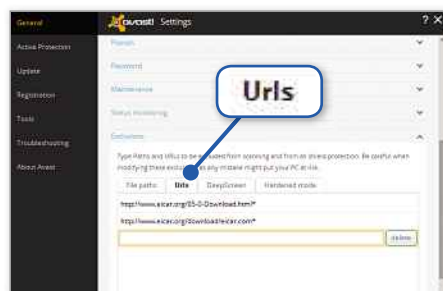 General
avast! Settings
? X
Active Protection
Update
Registration
Tools
Troubleshooting
About Avast
Popups
Password
Maintenance
Status monitoring
Exclusions
Urls
Type Paths and URLs to be excluded from scanning and from all shield protection. Be careful when
modifying these exclusions as any mistake might put your PC at risk.
File paths Urls DeepScreen Hardened mode
http://www.eicar.org/85-0-Download.html*
http://www.eicar.org/download/eicar.com*
delete